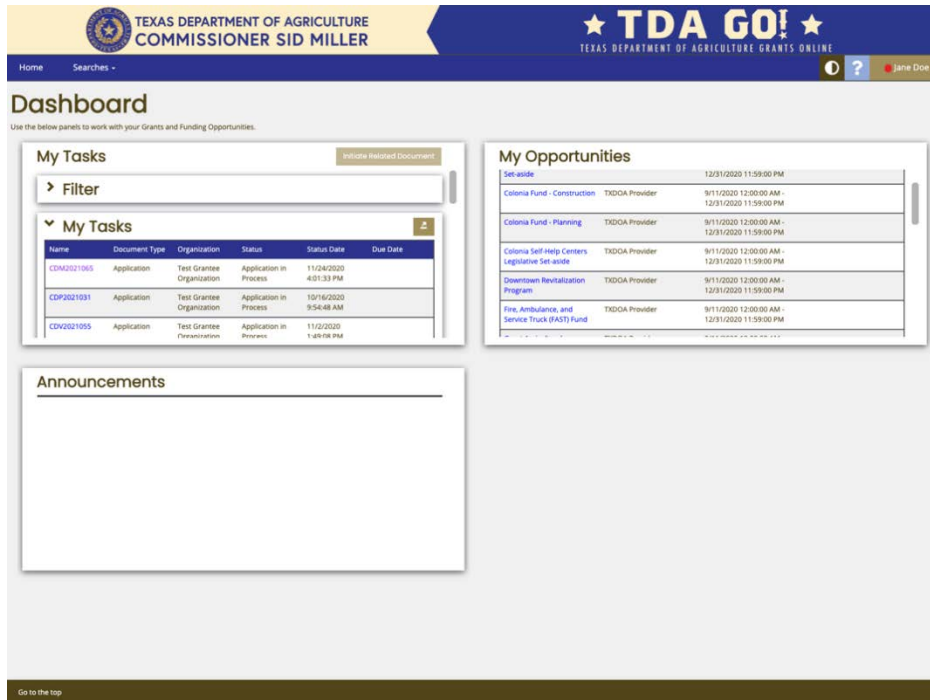 TEXAS DEPARTMENT OF AGRICULTURE
COMMISSIONER SID MILLER
TDA GO!
TEXAS DEPARTMENT OF AGRICULTURE GRANTS ONLINE
Home Searches
? Jane Doe
Dashboard
Use the below panels to work with your Grants and Funding Opportunities.
My Tasks
Initiate Related Document
Filter
My Tasks
Name Document Type Organization Status Status Date Due Date
CDM2021065 Application Test Grantee Application in 11/24/2020
Organization Process 4:01:33 PM
CDP2021031 Application Test Grantee Application in 10/16/2020
Organization Process 9:54:48 AM
CDV2021055 Application Test Grantee Application in 11/2/2020
Organization Process 1:49:08 PM
My Opportunities
Set-aside 12/31/2020 11:59:00 PM
Colonia Fund - Construction TXDOA Provider 9/11/2020 12:00:00 AM -
12/31/2020 11:59:00 PM
Colonia Fund - Planning TXDOA Provider 9/11/2020 12:00:00 AM -
12/31/2020 11:59:00 PM
Colonia Self-Help Centers TXDOA Provider 9/11/2020 12:00:00 AM -
Legislative Set-aside 12/31/2020 11:59:00 PM
Downtown Revitalization TXDOA Provider 9/11/2020 12:00:00 AM -
Program 12/31/2020 11:59:00 PM
Fire, Ambulance, and TXDOA Provider 9/11/2020 12:00:00 AM -
Service Truck (FAST) Fund 12/31/2020 11:59:00 PM
Announcements
Go to the top